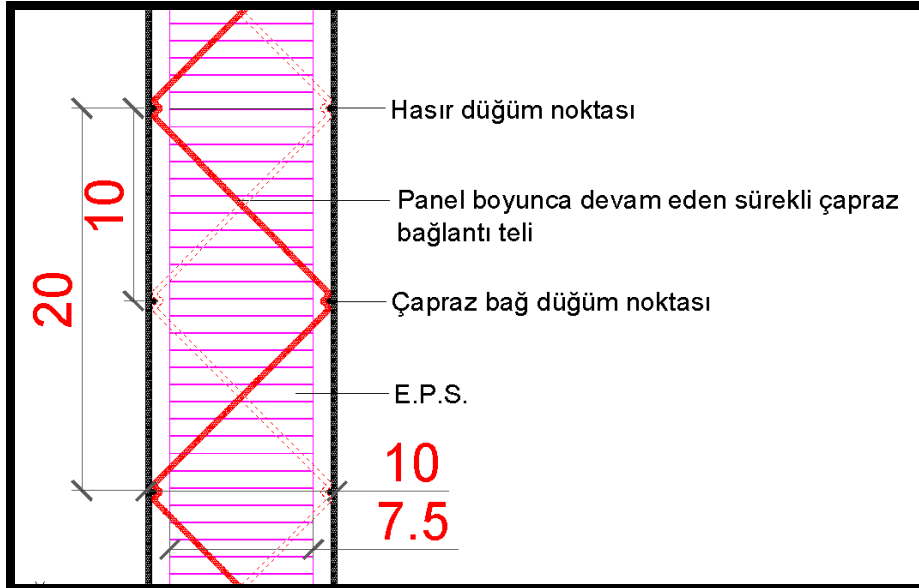 Hasır düğüm noktası
10
Panel boyunca devam eden sürekli çapraz
bağlantı teli
20
Çapraz bağ düğüm noktası
E.P.S.
10
7.5